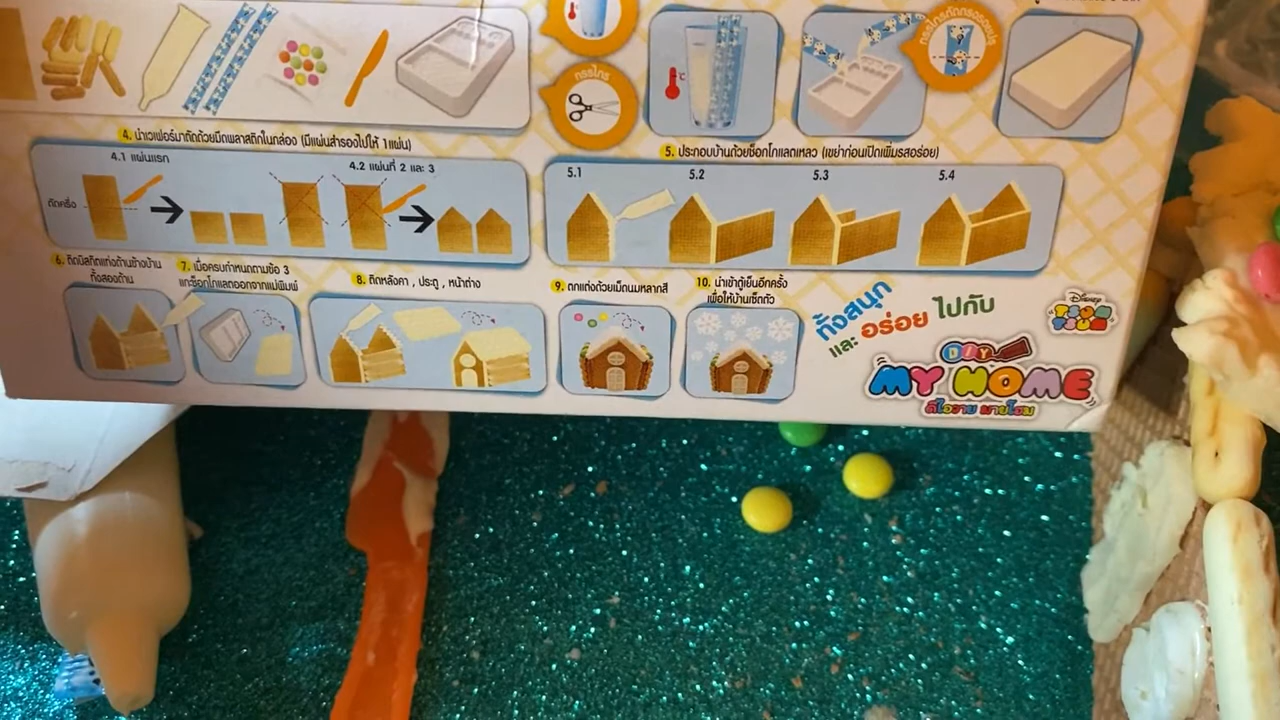 กรรไกร
°C
4. นำเวเฟอร์มาตัดด้วยมีดพลาสติกในกล่อง (มีแผ่นสำรองไปให้ 1แผ่น)
4.1 แผ่นแรก
ตัดครึ่ง
4.2 แผ่นที่ 2 และ 3
5. ประกอบบ้านด้วยช็อกโกแลตเหลว (เขย่าก่อนเปิดเพิ่มรสอร่อย)
5.1
5.2
5.3
5.4
6. ติดบิสกิตแท่งด้านข้างบ้าน
ทั้งสองด้าน
7. เมื่อครบกำหนดตามข้อ 3
แกะช็อกโกแลตออกจากแม่พิมพ์
8. ติดหลังคา , ประตู , หน้าต่าง
9. ตกแต่งด้วยเม็ดนมหลากสี
10. นำเข้าตู้เย็นอีกครั้ง
เพื่อให้บ้านเซ็ตตัว
ทั้งสนุก
และ อร่อย ไปกับ
Disney
TSUM TSUM
DIY
MY HOME
ดีไอวาย มายโฮม